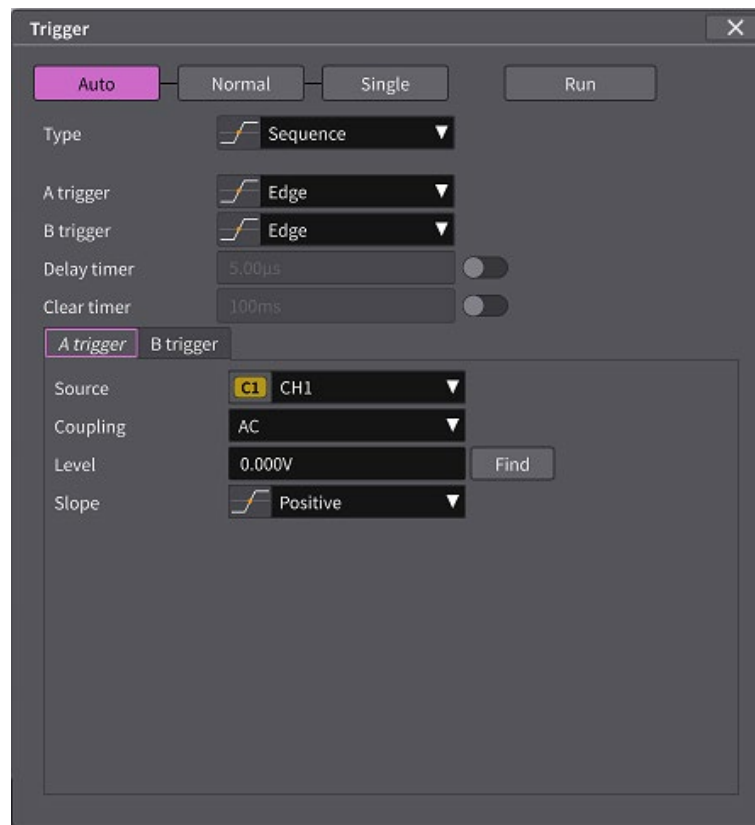 Trigger
Auto Normal Single Run
Type Sequence
A trigger Edge
B trigger Edge
Delay timer 5.00μs
Clear timer 100ms
A trigger B trigger
Source C1 CH1
Coupling AC
Level 0.000V Find
Slope Positive